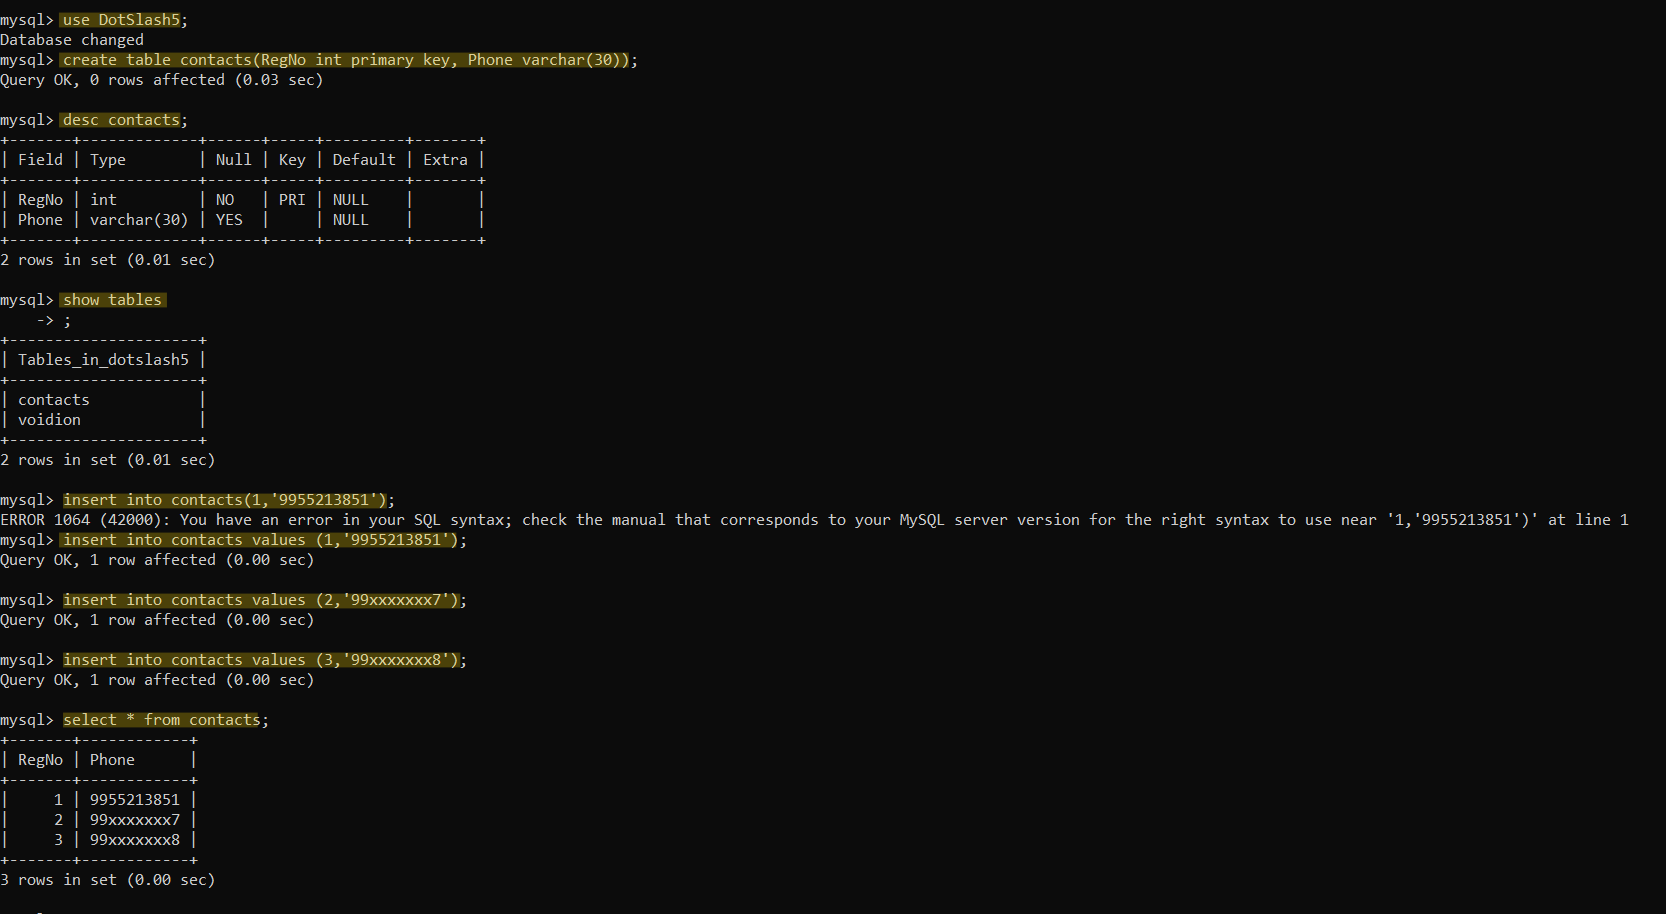 mysql> use DotSlash5;
Database changed
mysql> create table contacts(RegNo int primary key, Phone varchar(30));
Query OK, 0 rows affected (0.03 sec)

mysql> desc contacts;
+-------+-------------+------+-----+---------+-------+
| Field | Type        | Null | Key | Default | Extra |
+-------+-------------+------+-----+---------+-------+
| RegNo | int         | NO   | PRI | NULL    |       |
| Phone | varchar(30) | YES  |     | NULL    |       |
+-------+-------------+------+-----+---------+-------+
2 rows in set (0.01 sec)

mysql> show tables
    -> ;
+---------------------+
| Tables_in_dotslash5 |
+---------------------+
| contacts            |
| voidion             |
+---------------------+
2 rows in set (0.01 sec)

mysql> insert into contacts(1,'9955213851');
ERROR 1064 (42000): You have an error in your SQL syntax; check the manual that corresponds to your MySQL server version for the right syntax to use near '1,'9955213851')' at line 1
mysql> insert into contacts values (1,'9955213851');
Query OK, 1 row affected (0.00 sec)

mysql> insert into contacts values (2,'99xxxxxxx7');
Query OK, 1 row affected (0.00 sec)

mysql> insert into contacts values (3,'99xxxxxxx8');
Query OK, 1 row affected (0.00 sec)

mysql> select * from contacts;
+-------+------------+
| RegNo | Phone      |
+-------+------------+
|     1 | 9955213851 |
|     2 | 99xxxxxxx7 |
|     3 | 99xxxxxxx8 |
+-------+------------+
3 rows in set (0.00 sec)